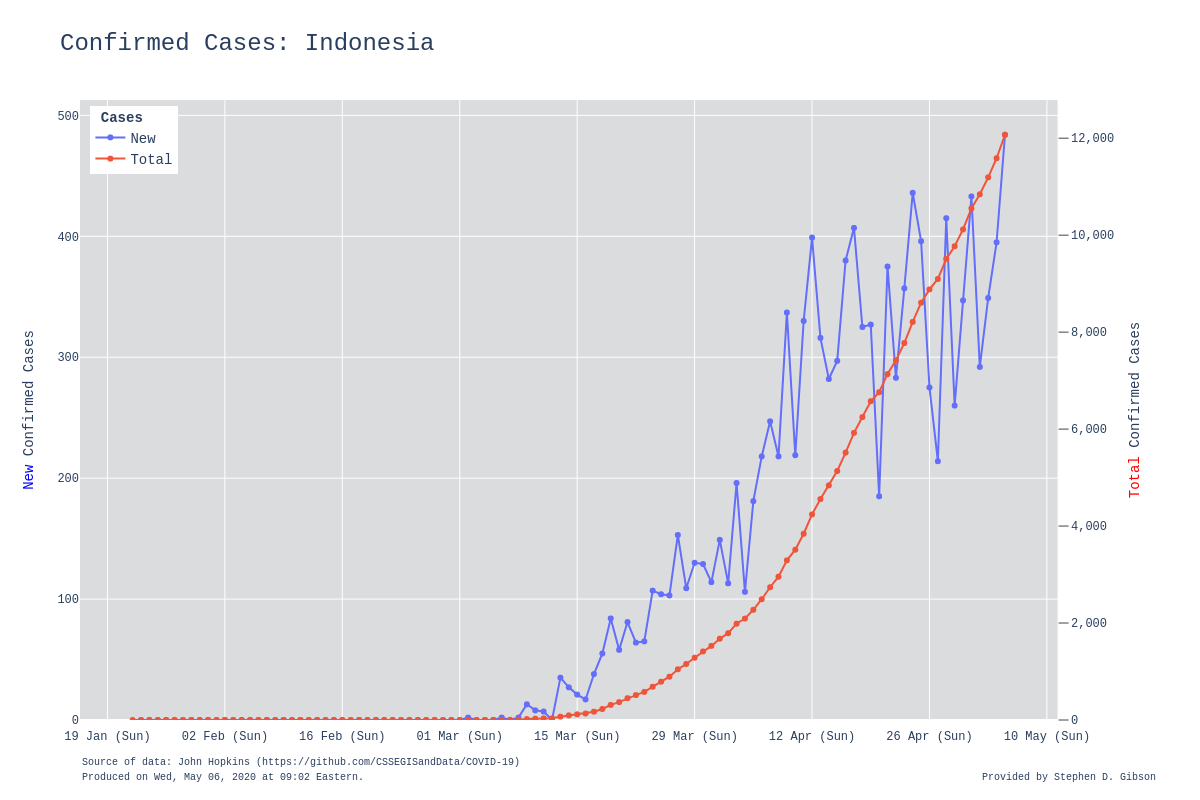 Confirmed Cases: Indonesia
Cases
New
Total
500
400
300
200
100
0
12,000
10,000
8,000
6,000
4,000
2,000
0
New Confirmed Cases
Total Confirmed Cases
19 Jan (Sun) 02 Feb (Sun) 16 Feb (Sun) 01 Mar (Sun) 15 Mar (Sun) 29 Mar (Sun) 12 Apr (Sun) 26 Apr (Sun) 10 May (Sun)
Source of data: John Hopkins (https://github.com/CSSEGISandData/COVID-19)
Produced on Wed, May 06, 2020 at 09:02 Eastern.
Provided by Stephen D. Gibson